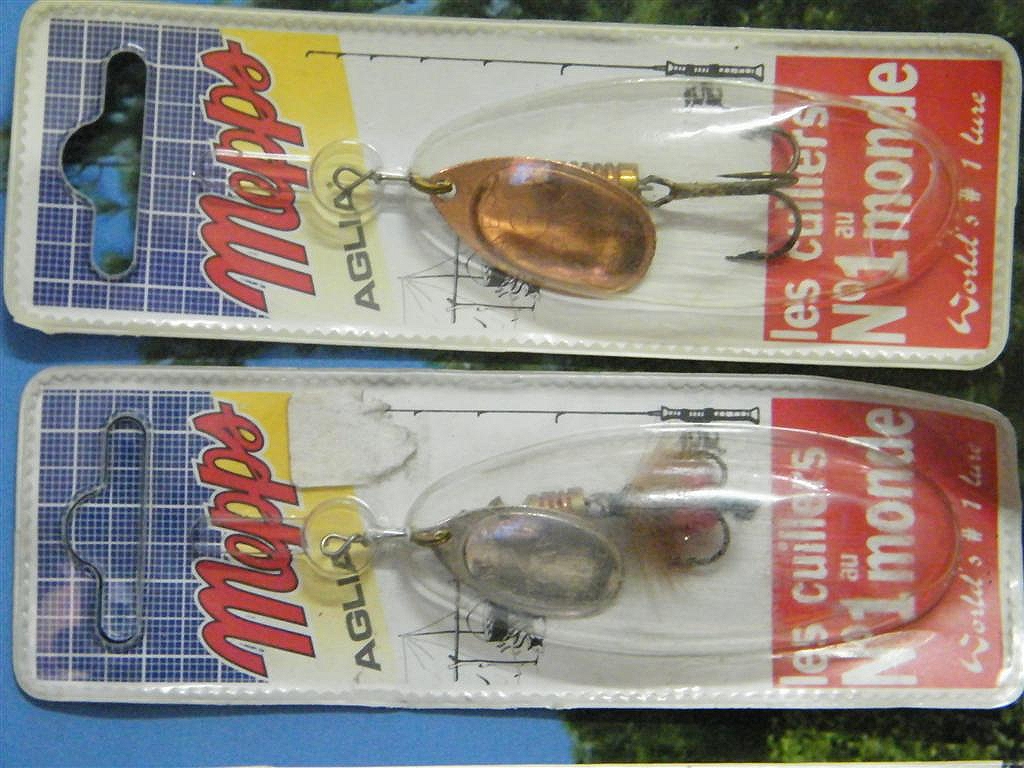 Mepps
AGLIA
les cuillers
au
N°1 monde
World's # 1 lure
Mepps
AGLIA
les cuillers
au
N°1 monde
World's # 1 lure